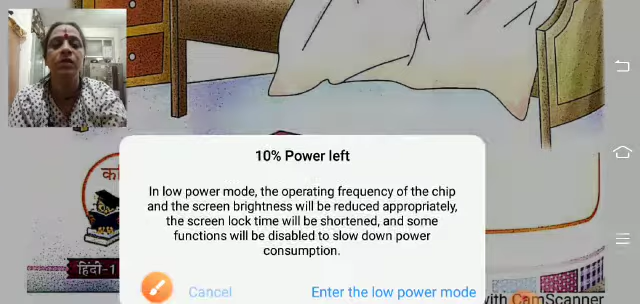 10% Power left
In low power mode, the operating frequency of the chip
and the screen brightness will be reduced appropriately,
the screen lock time will be shortened, and some
functions will be disabled to slow down power
consumption.
Cancel
Enter the low power mode
हिंदी-1
with CamScanner